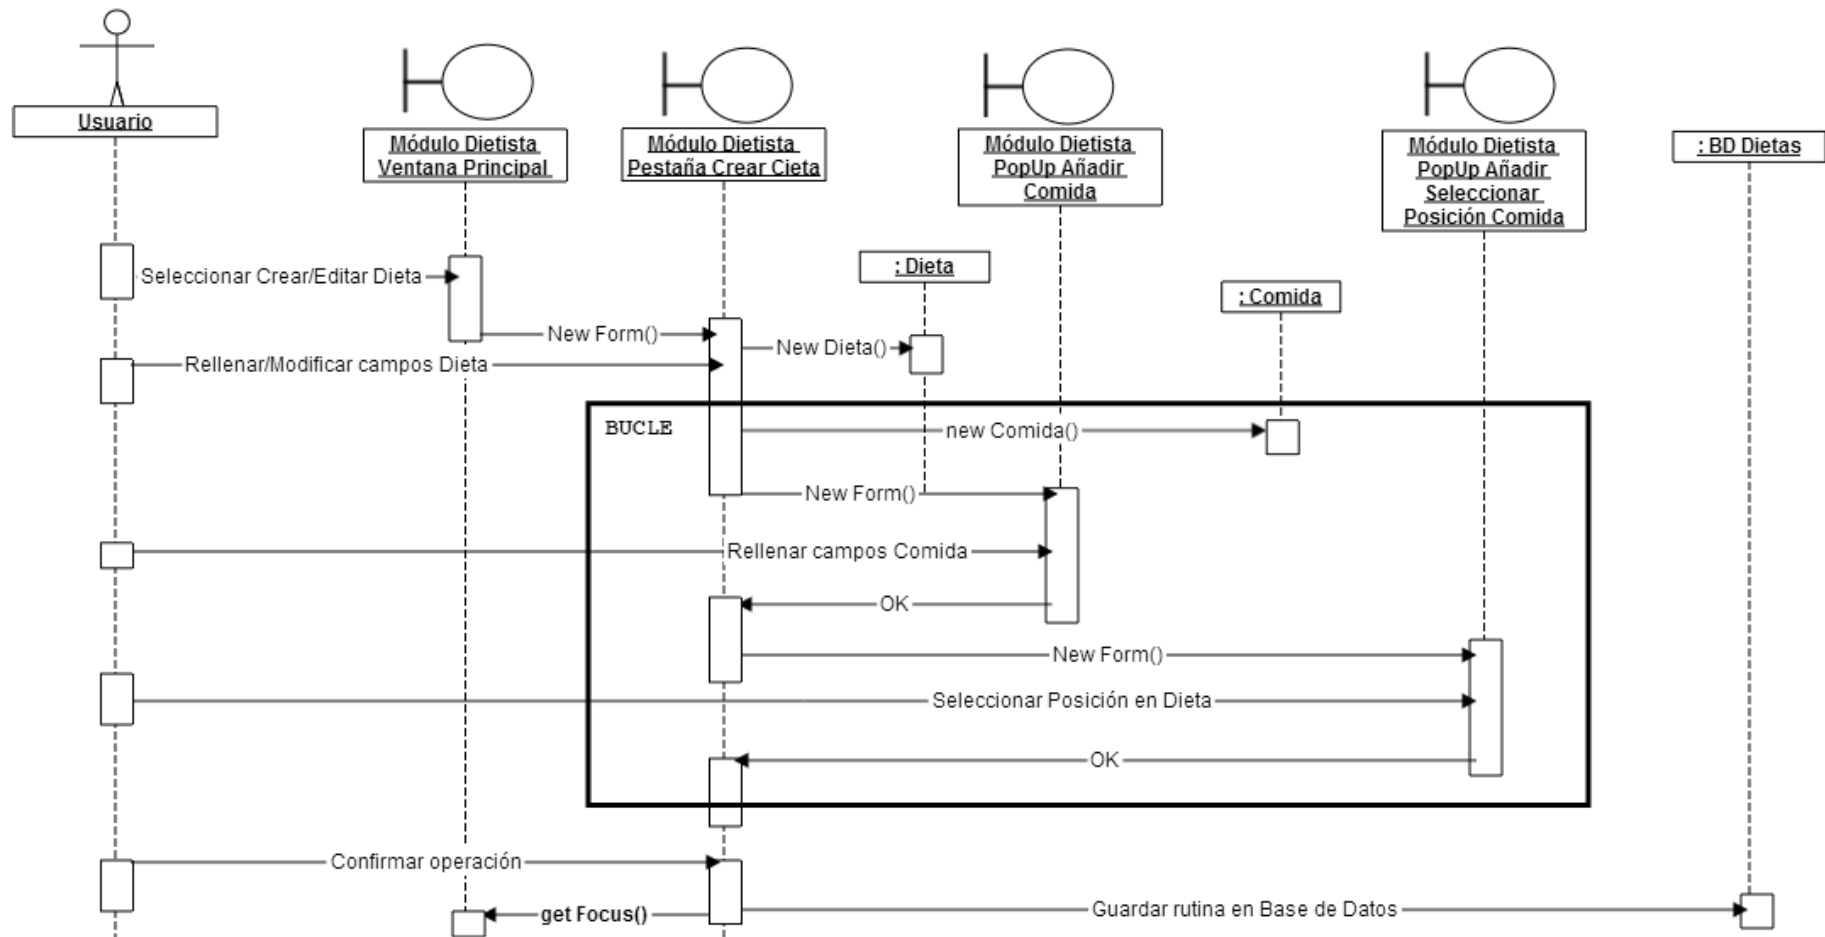 Usuario
Módulo Dietista
Ventana Principal
Módulo Dietista
Pestaña Crear Cieta
Módulo Dietista
PopUp Añadir
Comida
Módulo Dietista
PopUp Añadir
Seleccionar
Posición Comida
: BD Dietas
: Dieta
: Comida
Seleccionar Crear/Editar Dieta
New Form()
New Dieta()
Rellenar/Modificar campos Dieta
BUCLE
new Comida()
New Form()
Rellenar campos Comida
OK
New Form()
Seleccionar Posición en Dieta
OK
Confirmar operación
get Focus()
Guardar rutina en Base de Datos